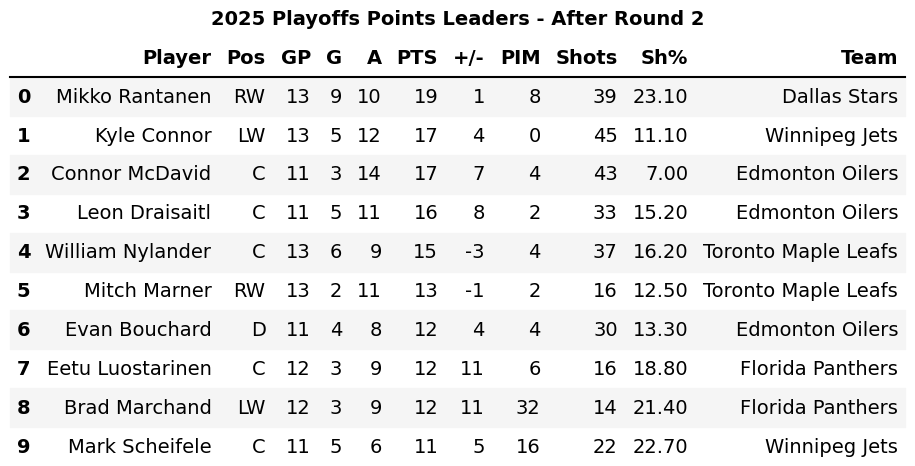 2025 Playoffs Points Leaders - After Round 2
Player Pos GP G A PTS +/- PIM Shots Sh% Team
0 Mikko Rantanen RW 13 9 10 19 1 8 39 23.10 Dallas Stars
1 Kyle Connor LW 13 5 12 17 4 0 45 11.10 Winnipeg Jets
2 Connor McDavid C 11 3 14 17 7 4 43 7.00 Edmonton Oilers
3 Leon Draisaitl C 11 5 11 16 8 2 33 15.20 Edmonton Oilers
4 William Nylander C 13 6 9 15 -3 4 37 16.20 Toronto Maple Leafs
5 Mitch Marner RW 13 2 11 13 -1 2 16 12.50 Toronto Maple Leafs
6 Evan Bouchard D 11 4 8 12 4 4 30 13.30 Edmonton Oilers
7 Eetu Luostarinen C 12 3 9 12 11 6 16 18.80 Florida Panthers
8 Brad Marchand LW 12 3 9 12 11 32 14 21.40 Florida Panthers
9 Mark Scheifele C 11 5 6 11 5 16 22 22.70 Winnipeg Jets